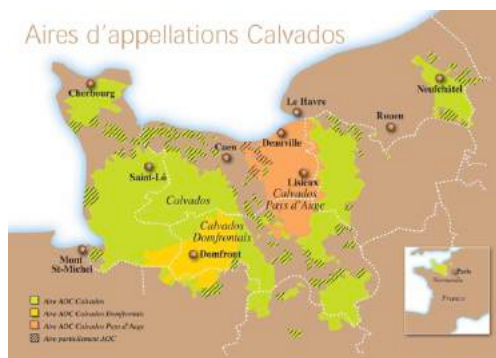 Aires d'appellations Calvados
Cherbourg
Neufchâtel
Le Havre
Rouen
Deauville
Caen
Saint-Lô
Lisieux
Calvados
Calvados
Pays d'Auge
Calvados
Domfrontais
Mont
St-Michel
Domfront
Paris
Normandie
France
Aire AOC Calvados
Aire AOC Calvados Domfrontais
Aire AOC Calvados Pays d'Auge
Aire partiellement AOC